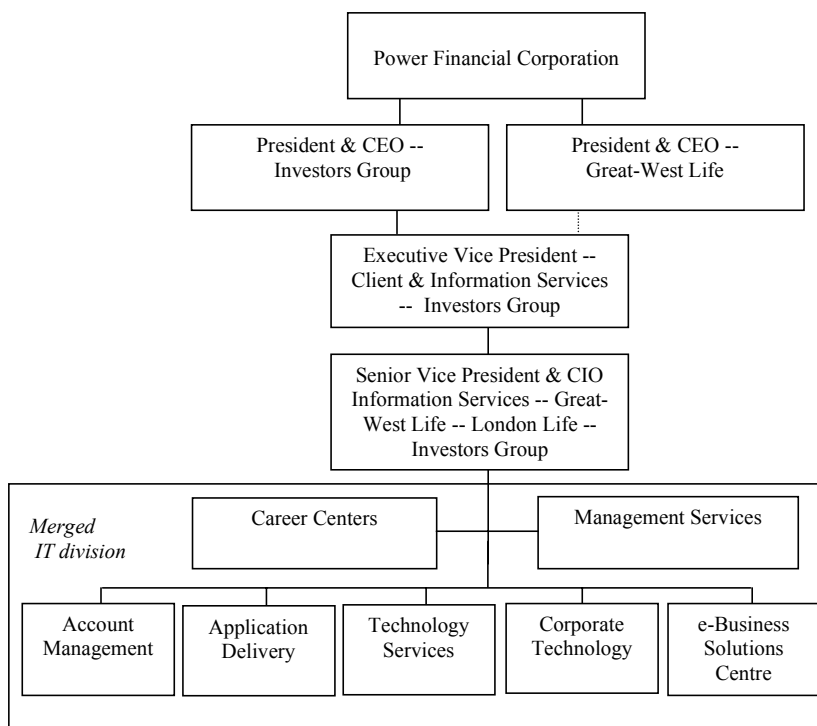 Power Financial Corporation
President & CEO --
Investors Group
President & CEO --
Great-West Life
Executive Vice President --
Client & Information Services
-- Investors Group
Senior Vice President & CIO
Information Services -- Great-
West Life -- London Life --
Investors Group
Merged
IT division
Career Centers
Management Services
Account
Management
Application
Delivery
Technology
Services
Corporate
Technology
e-Business
Solutions
Centre